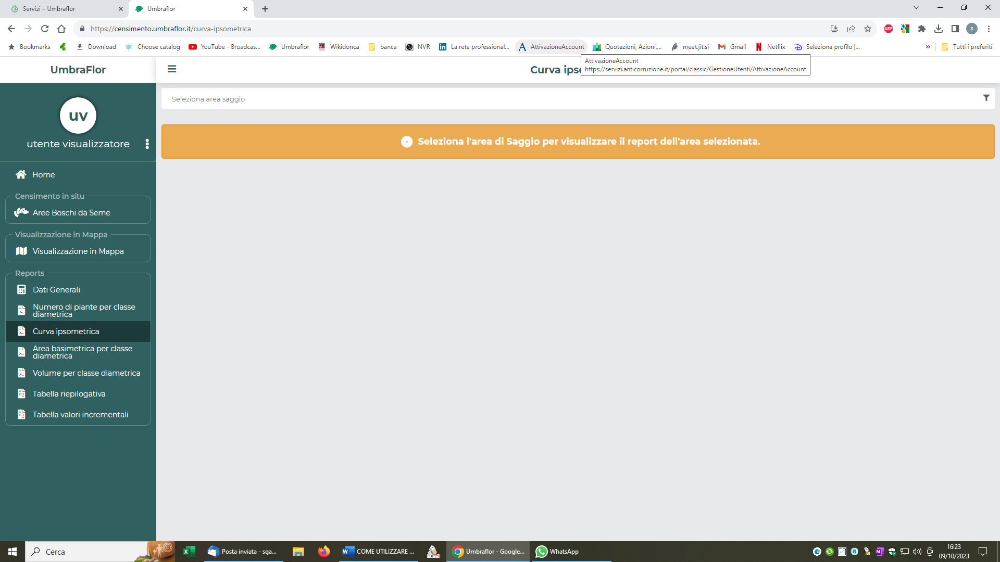 Servizi – Umbraflor
Umbraflor
https://censimento.umbraflor.it/curva-ipsometrica
ABP
S
Bookmarks
Download
Choose catalog
YouTube - Broadcas...
Umbraflor
Wikidonca
banca
NVR
La rete professional...
AttivazioneAccount
Quotazioni, Azioni,...
meet.jit.si
Gmail
Netflix
Seleziona profilo |...
»
Tutti i preferiti
AttivazioneAccount
https://servizi.anticorruzione.it/portal/classic/GestioneUtenti/AttivazioneAccount
UmbraFlor
Curva ips
uv
utente visualizzatore
Home
Censimento in situ
Aree Boschi da Seme
Visualizzazione in Mappa
Visualizzazione in Mappa
Reports
Dati Generali
Numero di piante per classe
diametrica
Curva ipsometrica
Area basimetrica per classe
diametrica
Volume per classe diametrica
Tabella riepilogativa
Tabella valori incrementali
Seleziona area saggio
Seleziona l'area di Saggio per visualizzare il report dell'area selezionata.
Cerca
Posta inviata - sga...
COME UTILIZZARE ...
Umbraflor - Google...
WhatsApp
16:23
09/10/2023